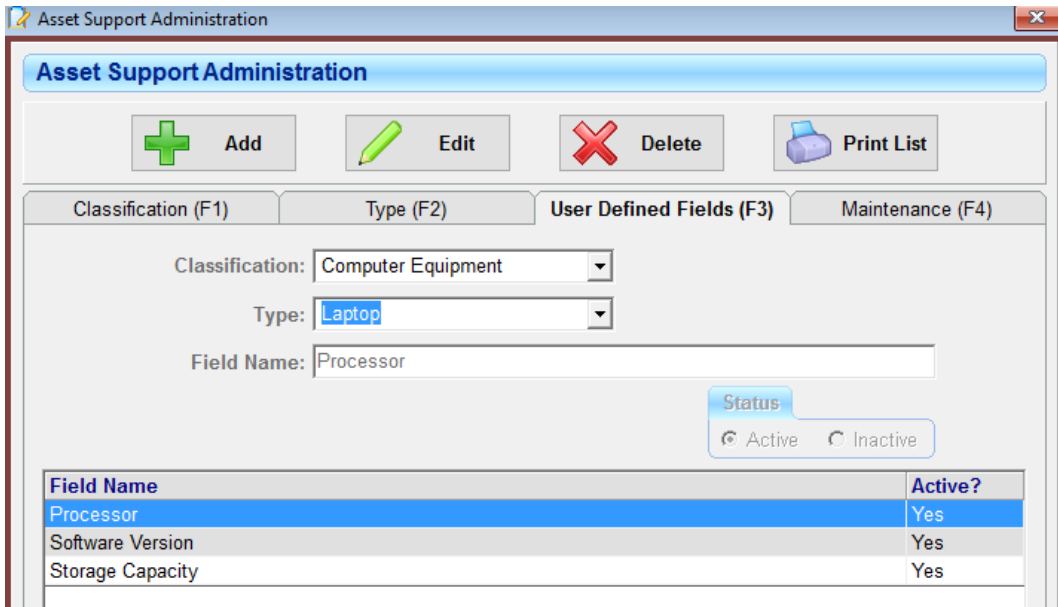 Asset Support Administration
Asset Support Administration
Add Edit Delete Print List
Classification (F1) Type (F2) User Defined Fields (F3) Maintenance (F4)
Classification: Computer Equipment
Type: Laptop
Field Name: Processor
Status
Active Inactive
Field Name Active?
Processor Yes
Software Version Yes
Storage Capacity Yes